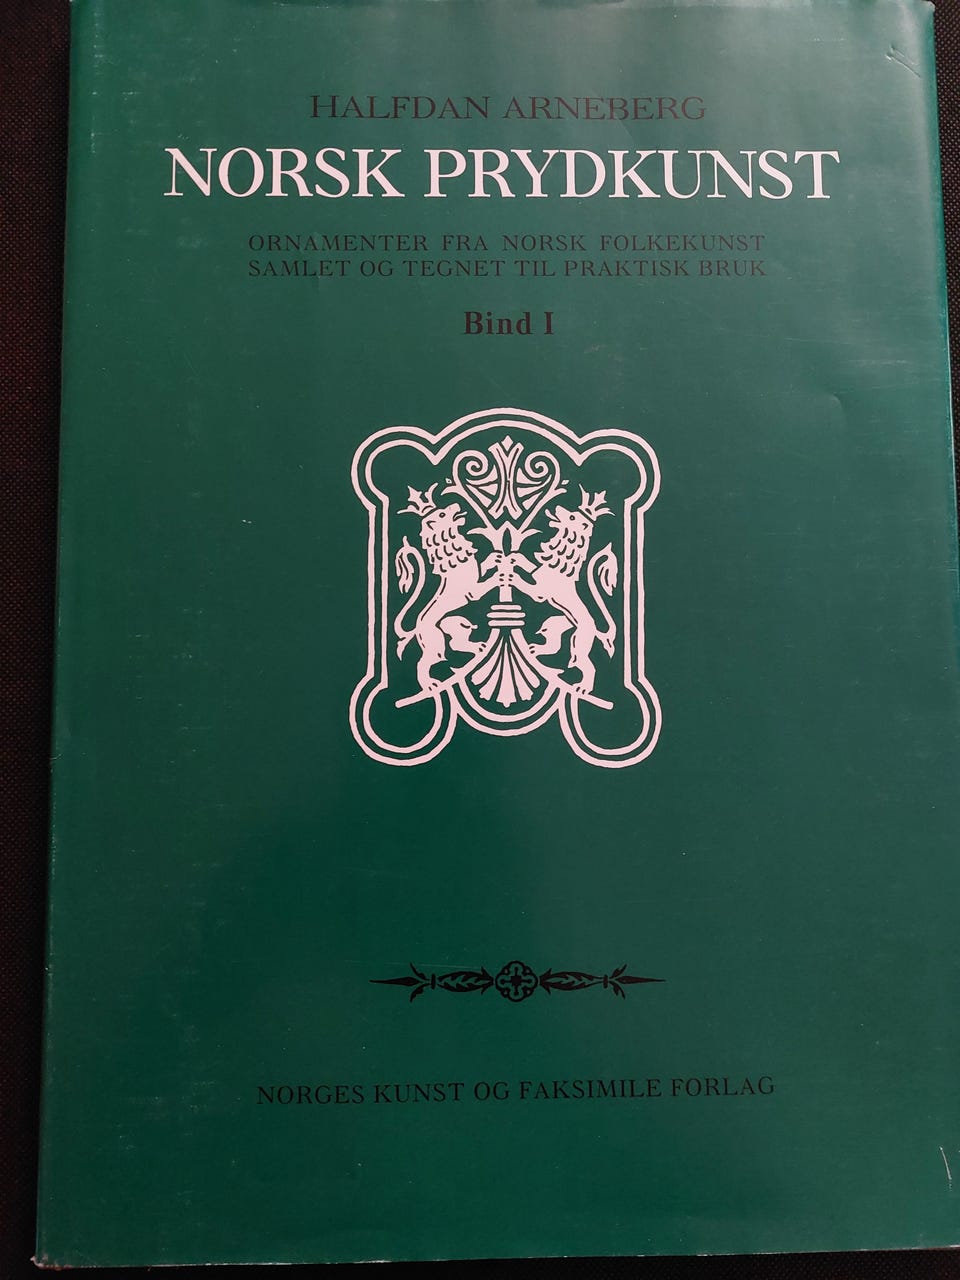 HALFDAN ARNEBERG
NORSK PRYDKUNST
ORNAMENTER FRA NORSK FOLKEKUNST
SAMLET OG TEGNET TIL PRAKTISK BRUK
Bind I
NORGES KUNST OG FAKSIMILE FORLAG